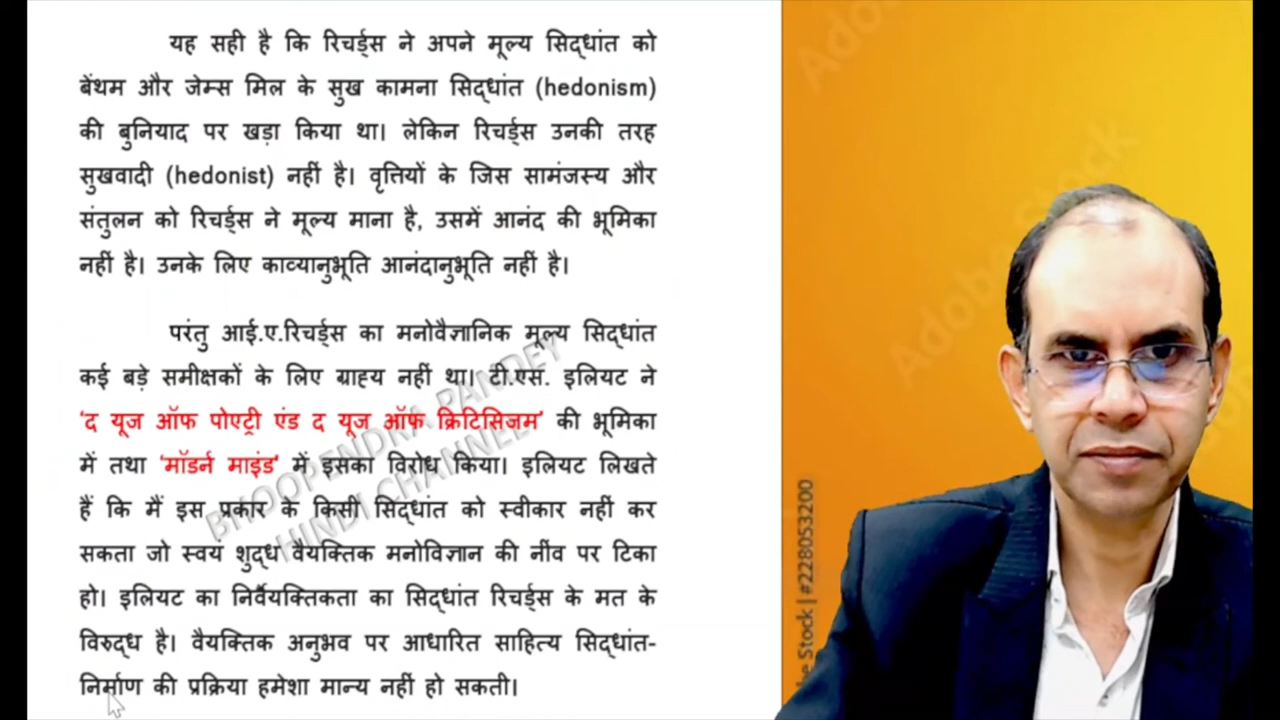 यह सही है कि रिचर्ड्स ने अपने मूल्य सिद्धांत को
बेंथम और जेम्स मिल के सुख कामना सिद्धांत (hedonism)
की बुनियाद पर खड़ा किया था। लेकिन रिचर्ड्स उनकी तरह
सुखवादी (hedonist) नहीं है। वृत्तियों के जिस सामंजस्य और
संतुलन को रिचर्ड्स ने मूल्य माना है, उसमें आनंद की भूमिका
नहीं है। उनके लिए काव्यानुभूति आनंदानुभूति नहीं है।
परंतु आई.ए.रिचर्ड्स का मनोवैज्ञानिक मूल्य सिद्धांत
कई बड़े समीक्षकों के लिए ग्राह्य नहीं था। टी.एस. इलियट ने
'द यूज ऑफ पोएट्री एंड द यूज ऑफ क्रिटिसिजम' की भूमिका
में तथा 'मॉडर्न माइंड' में इसका विरोध किया। इलियट लिखते
हैं कि मैं इस प्रकार के किसी सिद्धांत को स्वीकार नहीं कर
सकता जो स्वयं शुद्ध वैयक्तिक मनोविज्ञान की नींव पर टिका
हो। इलियट का निर्वैयक्तिकता का सिद्धांत रिचर्ड्स के मत के
विरुद्ध है। वैयक्तिक अनुभव पर आधारित साहित्य सिद्धांत-
निर्माण की प्रक्रिया हमेशा मान्य नहीं हो सकती।
BHOOPENDRA PANDEY
HINDI CHANNEL
Adobe Stock
Stock | #228053200